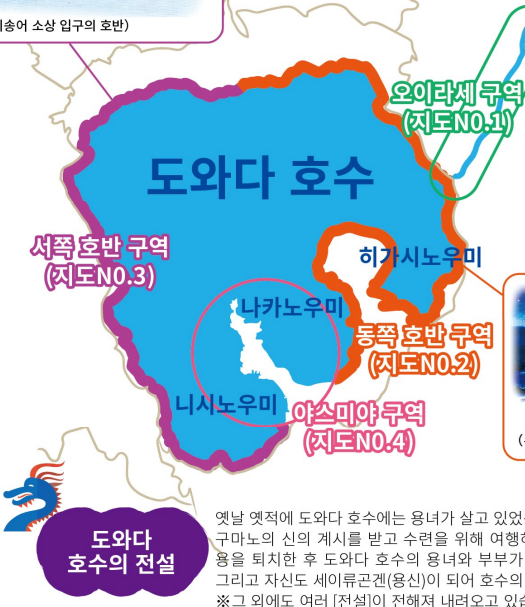 송어 소상 입구의 호반)
오이라세 구역
(지도NO.1)
도와다 호수
서쪽 호반 구역
(지도NO.3)
히가시노우미
나카노우미
동쪽 호반 구역
(지도NO.2)
니시노우미
야스미야 구역
(지도NO.4)
도와다
호수의 전설
옛날 옛적에 도와다 호수에는 용녀가 살고 있었
구마노의 신의 계시를 받고 수련을 위해 여행
용을 퇴치한 후 도와다 호수의 용녀와 부부가
그리고 자신도 세이류곤겐(용신)이 되어 호수의
※그 외에도 여러 [전설]이 전해져 내려오고 있